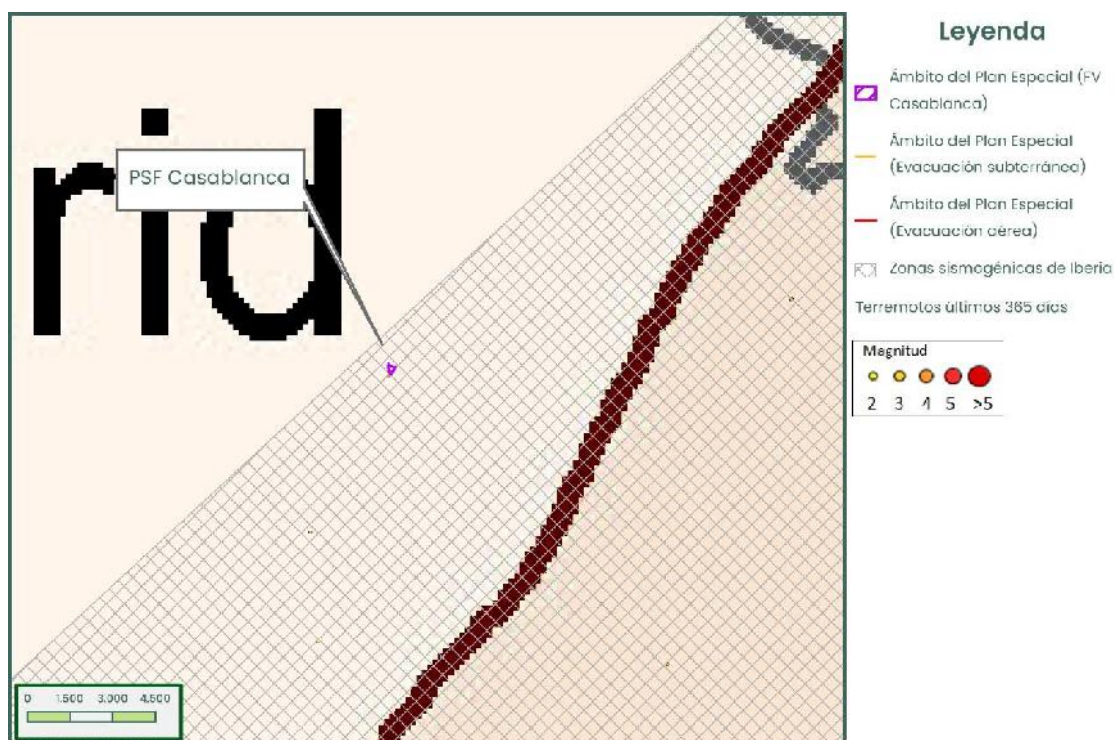 rid
PSF Casablanca
0 1.500 3.000 4.500
Leyenda
Ámbito del Plan Especial (FV
Casablanca)
Ámbito del Plan Especial
(Evacuación subterránea)
Ámbito del Plan Especial
(Evacuación aérea)
Zonas sismogénicas de Iberia
Terremotos últimos 365 días
Magnitud
2 3 4 5 >5